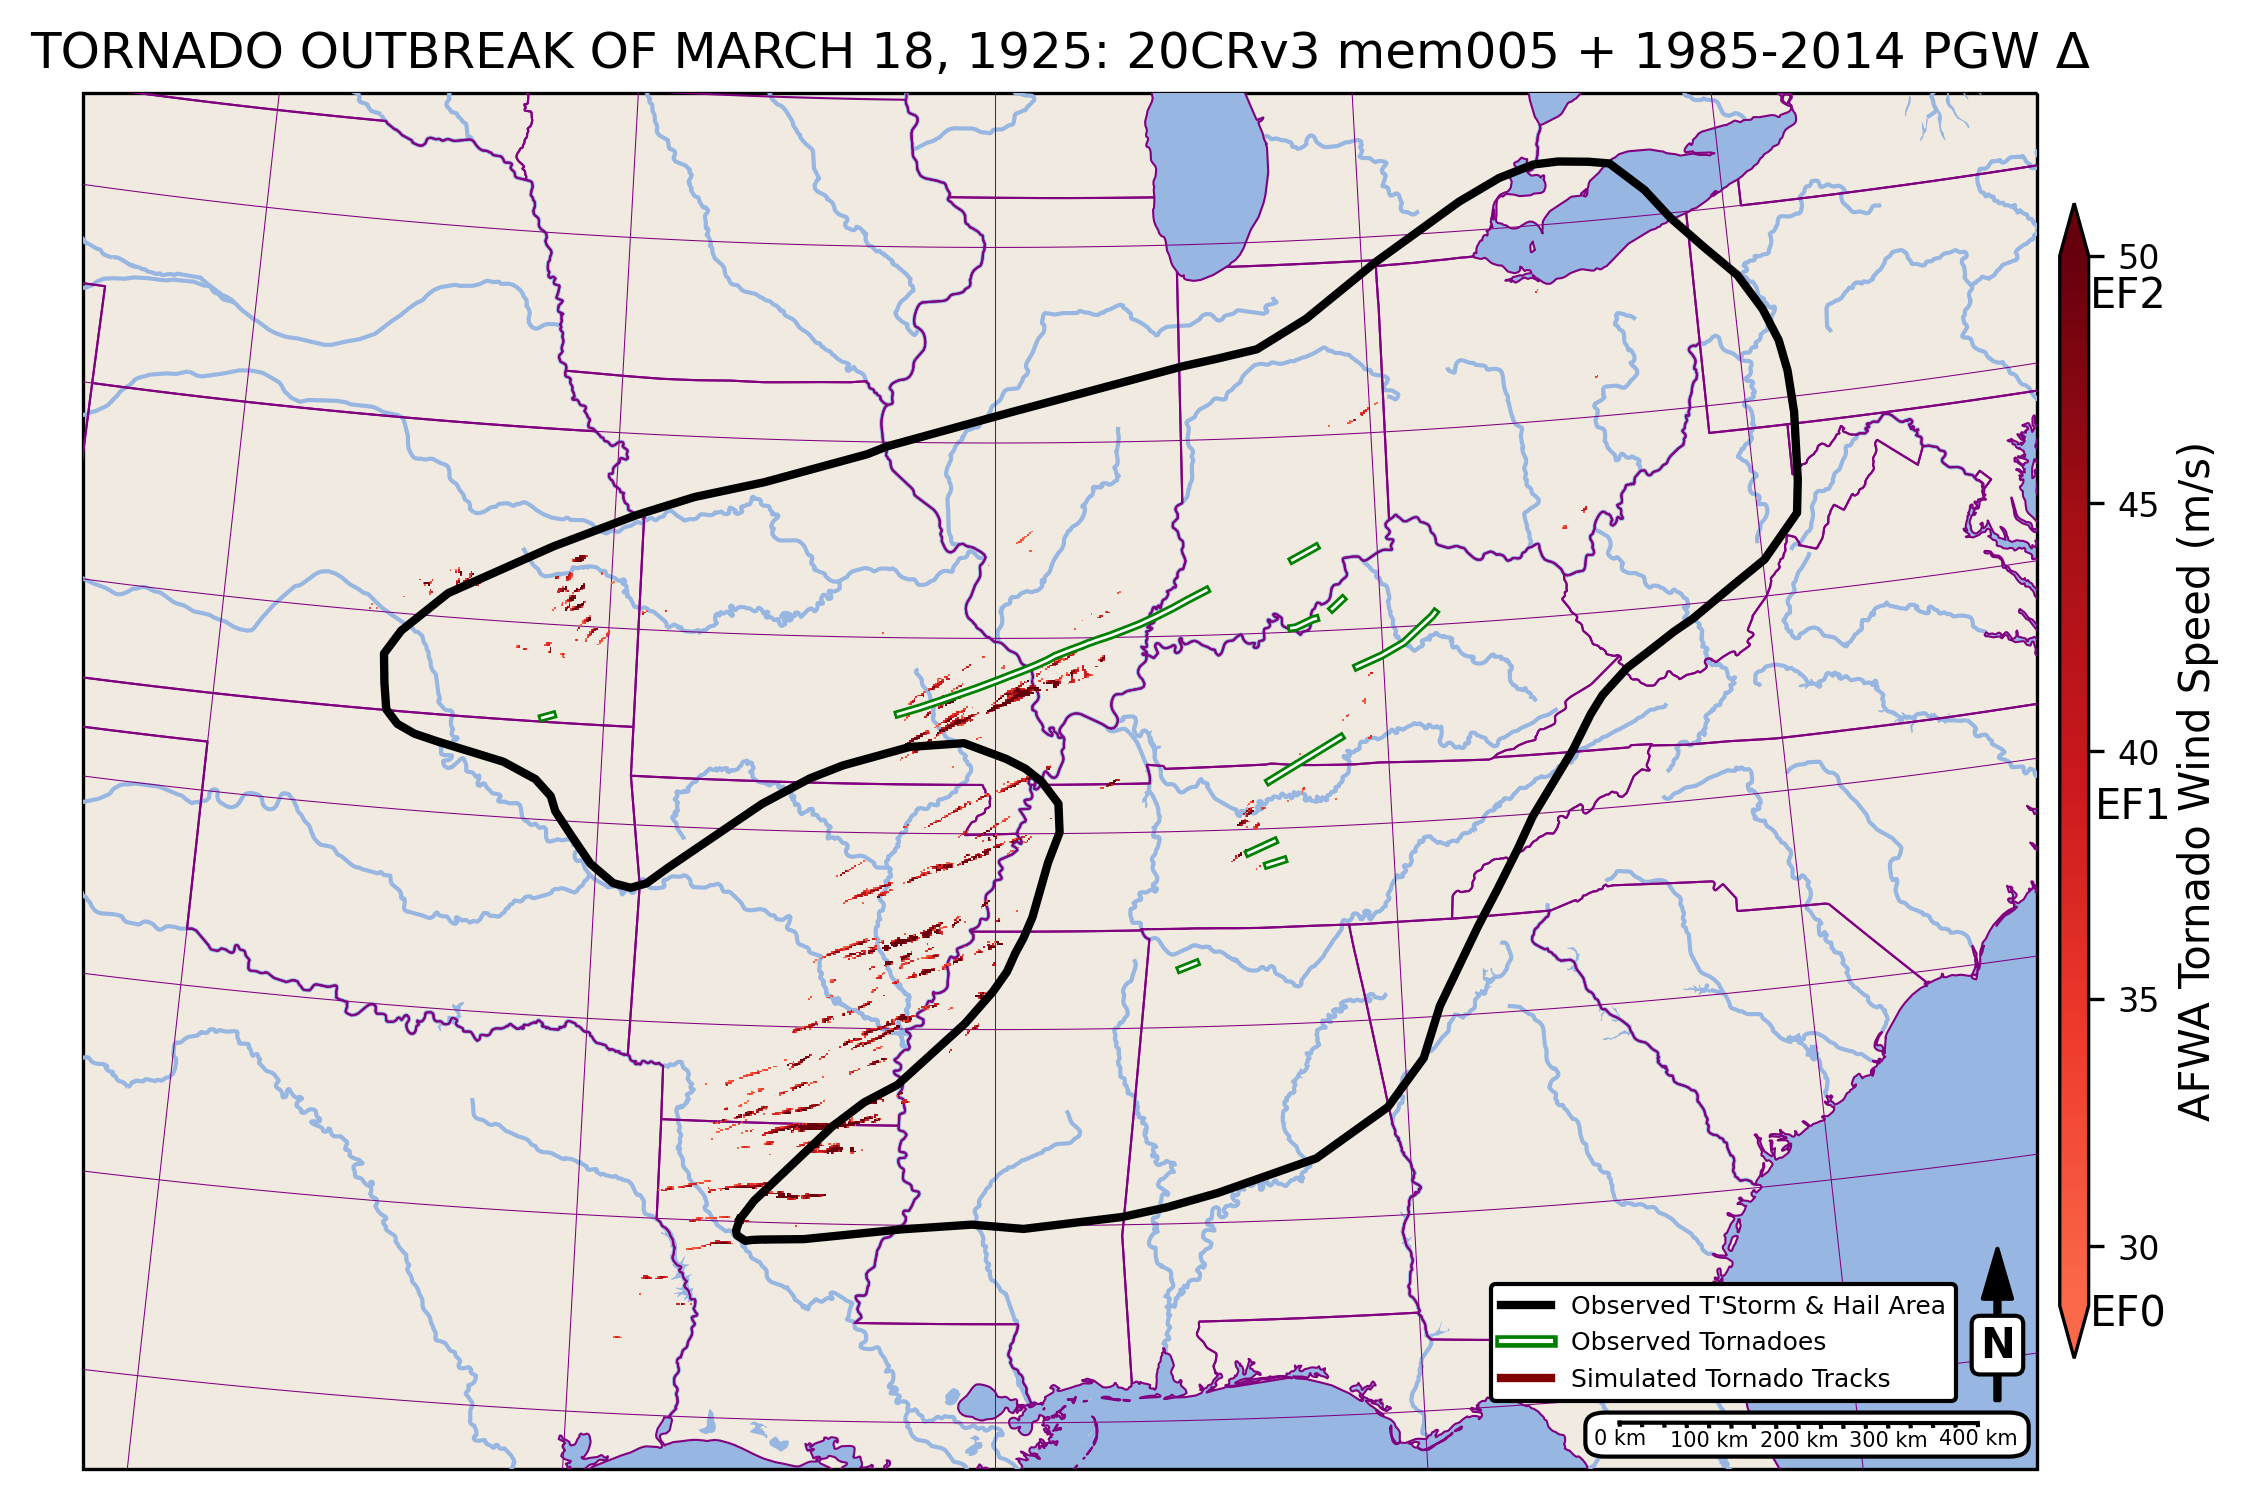 TORNADO OUTBREAK OF MARCH 18, 1925: 20CRv3 mem005 + 1985-2014 PGW Δ
50
EF2
45
40
EF1
35
30
EF0
AFWA Tornado Wind Speed (m/s)
Observed T'Storm & Hail Area
Observed Tornadoes
Simulated Tornado Tracks
N
0 km 100 km 200 km 300 km 400 km